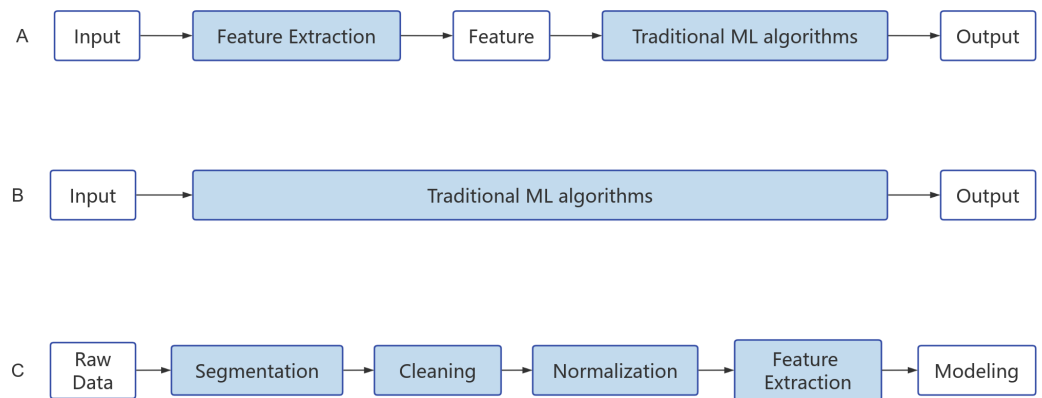 A Input Feature Extraction Feature Traditional ML algorithms Output
B Input Traditional ML algorithms Output
C Raw Data Segmentation Cleaning Normalization Feature Extraction Modeling